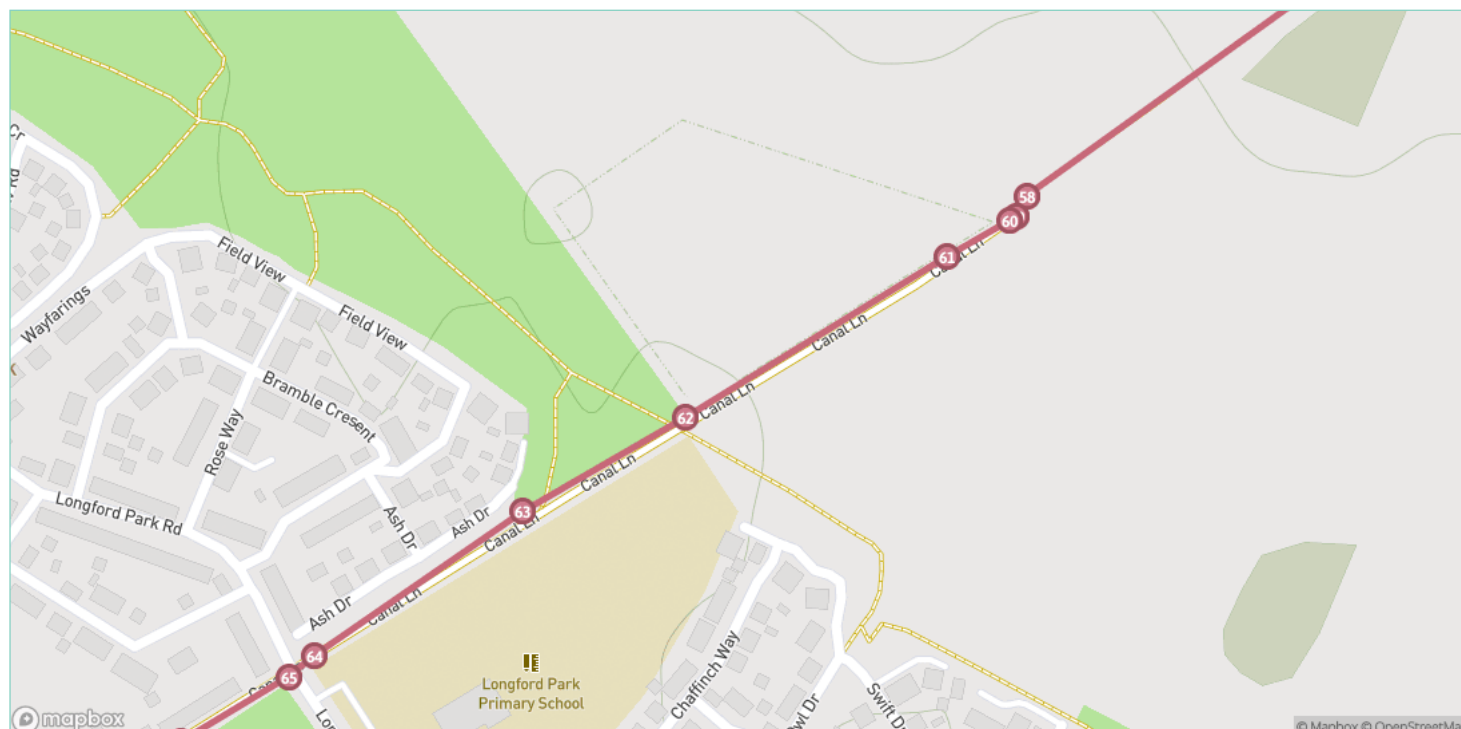 Cr
58
60
61
Canal Ln
Canal Ln
Canal Ln
62
Field View
Field View
Wayfarings
Bramble Cresent
Rose Way
Canal Ln
63
Canal Ln
Ash Dr
Ash Dr
Longford Park Rd
Canal Ln
Ash Dr
64
65
Longford Park
Primary School
Chaffinch Way
Swift Dr
mapbox
© Mapbox © OpenStreetMa